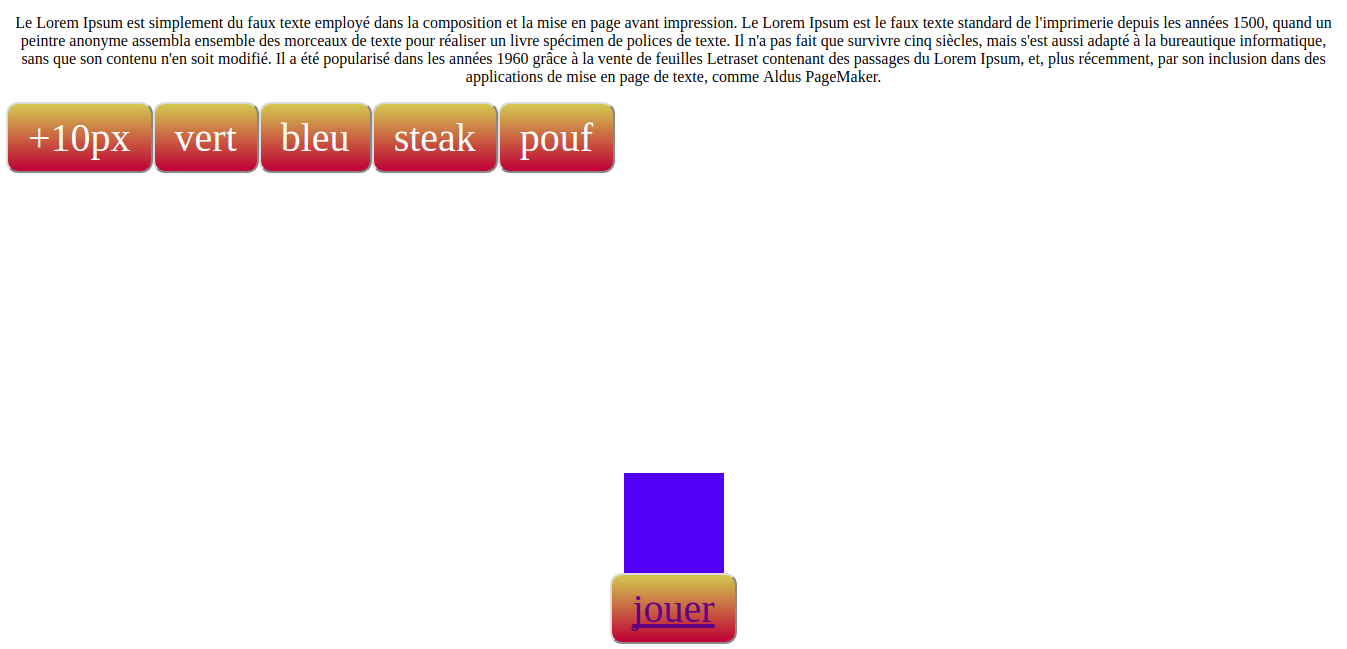 Le Lorem Ipsum est simplement du faux texte employé dans la composition et la mise en page avant impression. Le Lorem Ipsum est le faux texte standard de l'imprimerie depuis les années 1500, quand un
peintre anonyme assembla ensemble des morceaux de texte pour réaliser un livre spécimen de polices de texte. Il n'a pas fait que survivre cinq siècles, mais s'est aussi adapté à la bureautique informatique,
sans que son contenu n'en soit modifié. Il a été popularisé dans les années 1960 grâce à la vente de feuilles Letraset contenant des passages du Lorem Ipsum, et, plus récemment, par son inclusion dans des
applications de mise en page de texte, comme Aldus PageMaker.
+10px vert bleu steak pouf
jouer